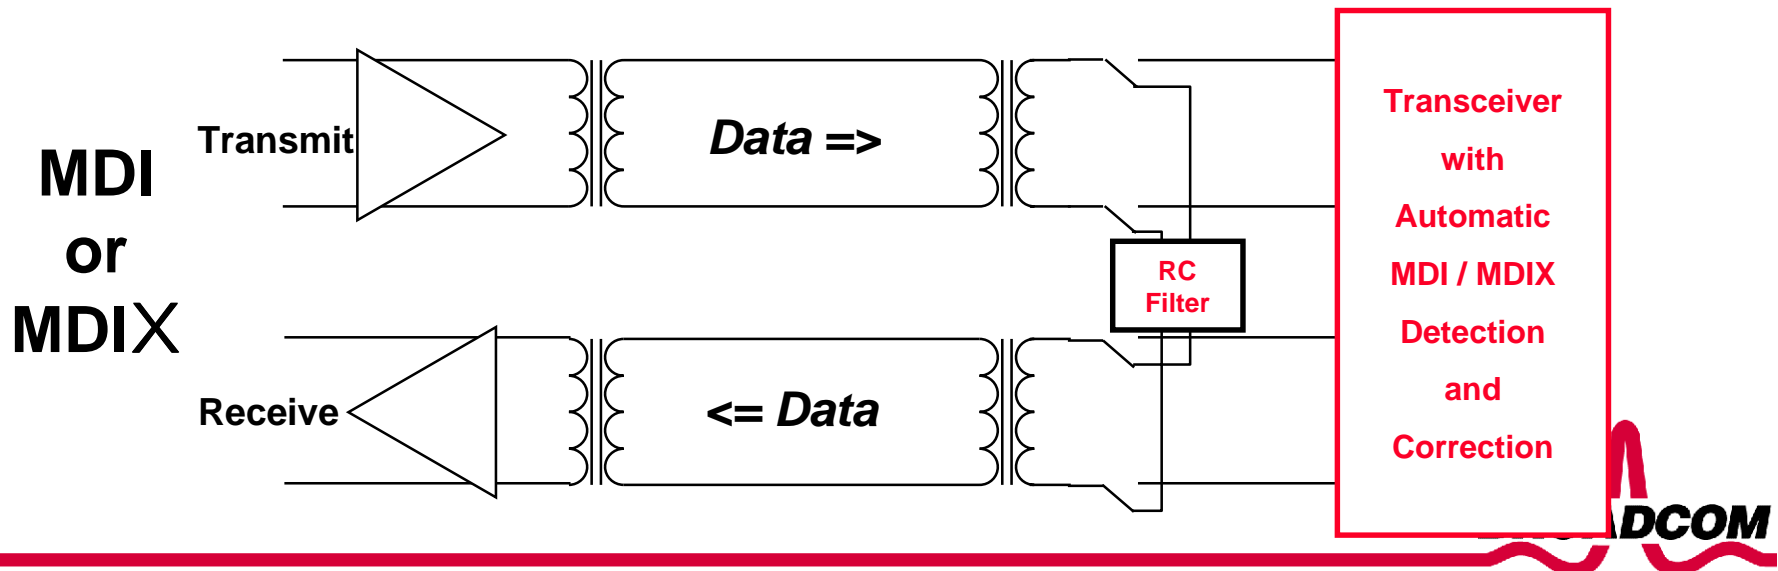 MDI
or
MDIX
Transmit
Receive
Data =>
<= Data
RC
Filter
Transceiver
with
Automatic
MDI / MDIX
Detection
and
Correction